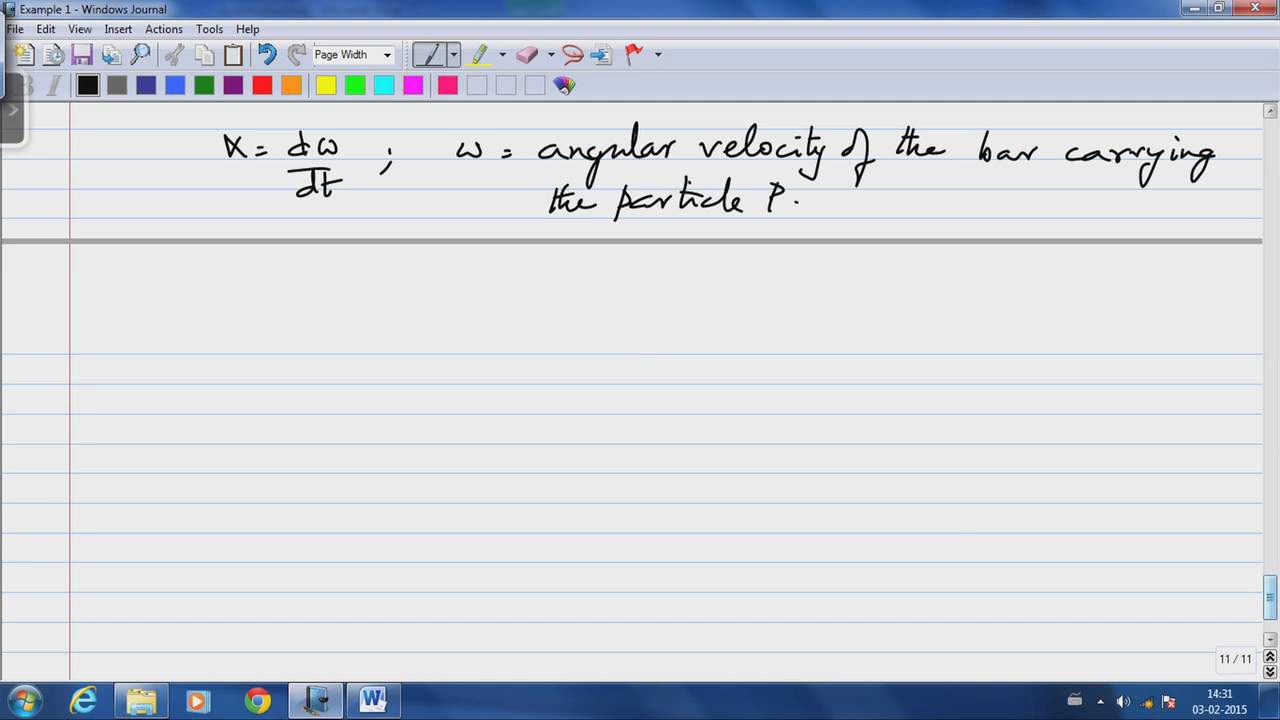 Example 1 - Windows Journal
File Edit View Insert Actions Tools Help
Page Width
α = dω/dt ; ω = angular velocity of the bar carrying
the particle P.
11 / 11
14:31
03-02-2015